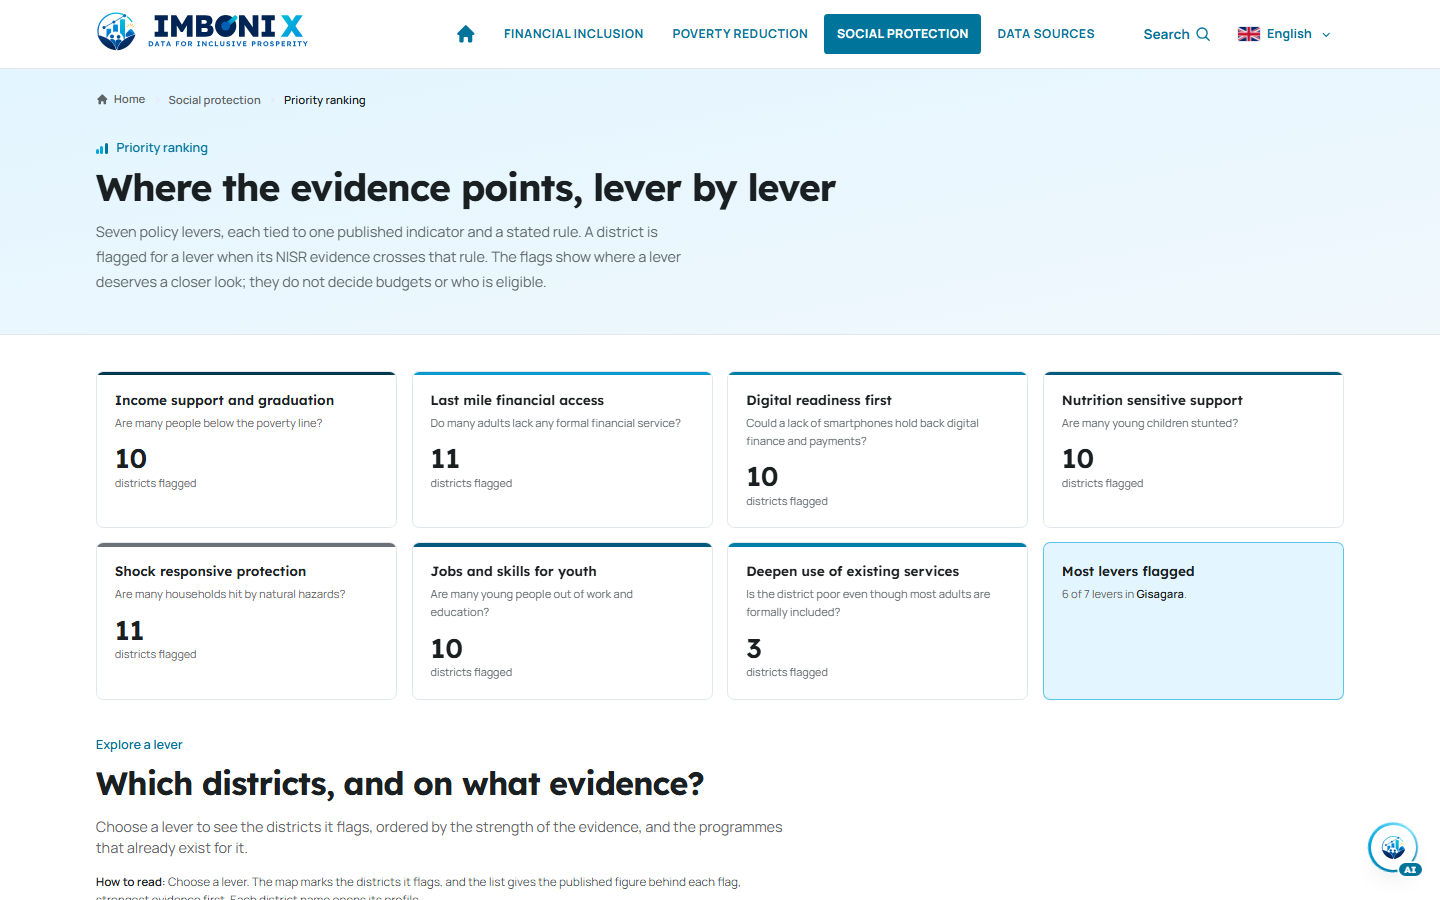 IMBONI X
DATA FOR INCLUSIVE PROSPERITY
FINANCIAL INCLUSION
POVERTY REDUCTION
SOCIAL PROTECTION
DATA SOURCES
Search
English
Home
Social protection
Priority ranking
Priority ranking
Where the evidence points, lever by lever
Seven policy levers, each tied to one published indicator and a stated rule. A district is
flagged for a lever when its NISR evidence crosses that rule. The flags show where a lever
deserves a closer look; they do not decide budgets or who is eligible.
Income support and graduation
Are many people below the poverty line?
10
districts flagged
Last mile financial access
Do many adults lack any formal financial service?
11
districts flagged
Digital readiness first
Could a lack of smartphones hold back digital
finance and payments?
10
districts flagged
Nutrition sensitive support
Are many young children stunted?
10
districts flagged
Shock responsive protection
Are many households hit by natural hazards?
11
districts flagged
Jobs and skills for youth
Are many young people out of work and
education?
10
districts flagged
Deepen use of existing services
Is the district poor even though most adults are
formally included?
3
districts flagged
Most levers flagged
6 of 7 levers in Gisagara.
Explore a lever
Which districts, and on what evidence?
Choose a lever to see the districts it flags, ordered by the strength of the evidence, and the programmes
that already exist for it.
How to read: Choose a lever. The map marks the districts it flags, and the list gives the published figure behind each flag,
strongest evidence first. Each district name opens its profile.
AI